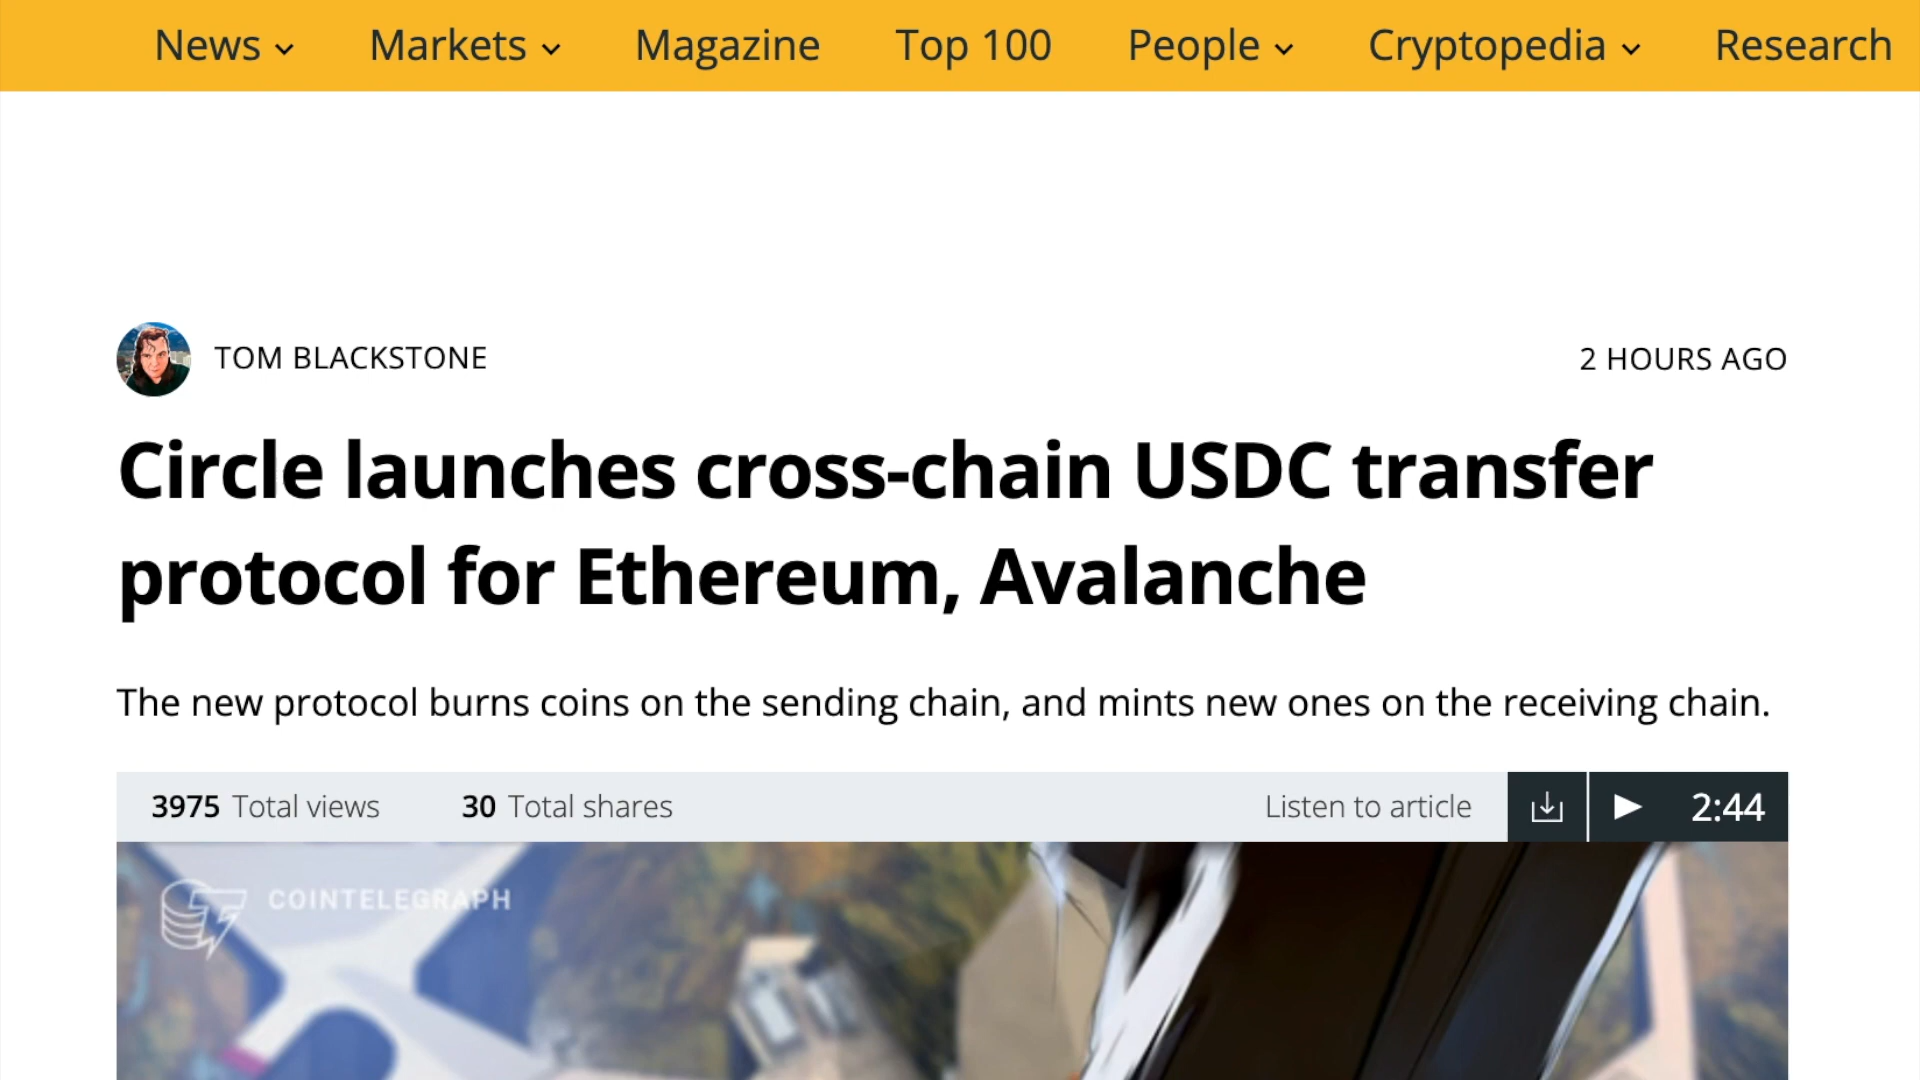 News Markets Magazine Top 100 People Cryptopedia Research
TOM BLACKSTONE 2 HOURS AGO
Circle launches cross-chain USDC transfer
protocol for Ethereum, Avalanche
The new protocol burns coins on the sending chain, and mints new ones on the receiving chain.
3975 Total views 30 Total shares Listen to article 2:44
COINTELEGRAPH